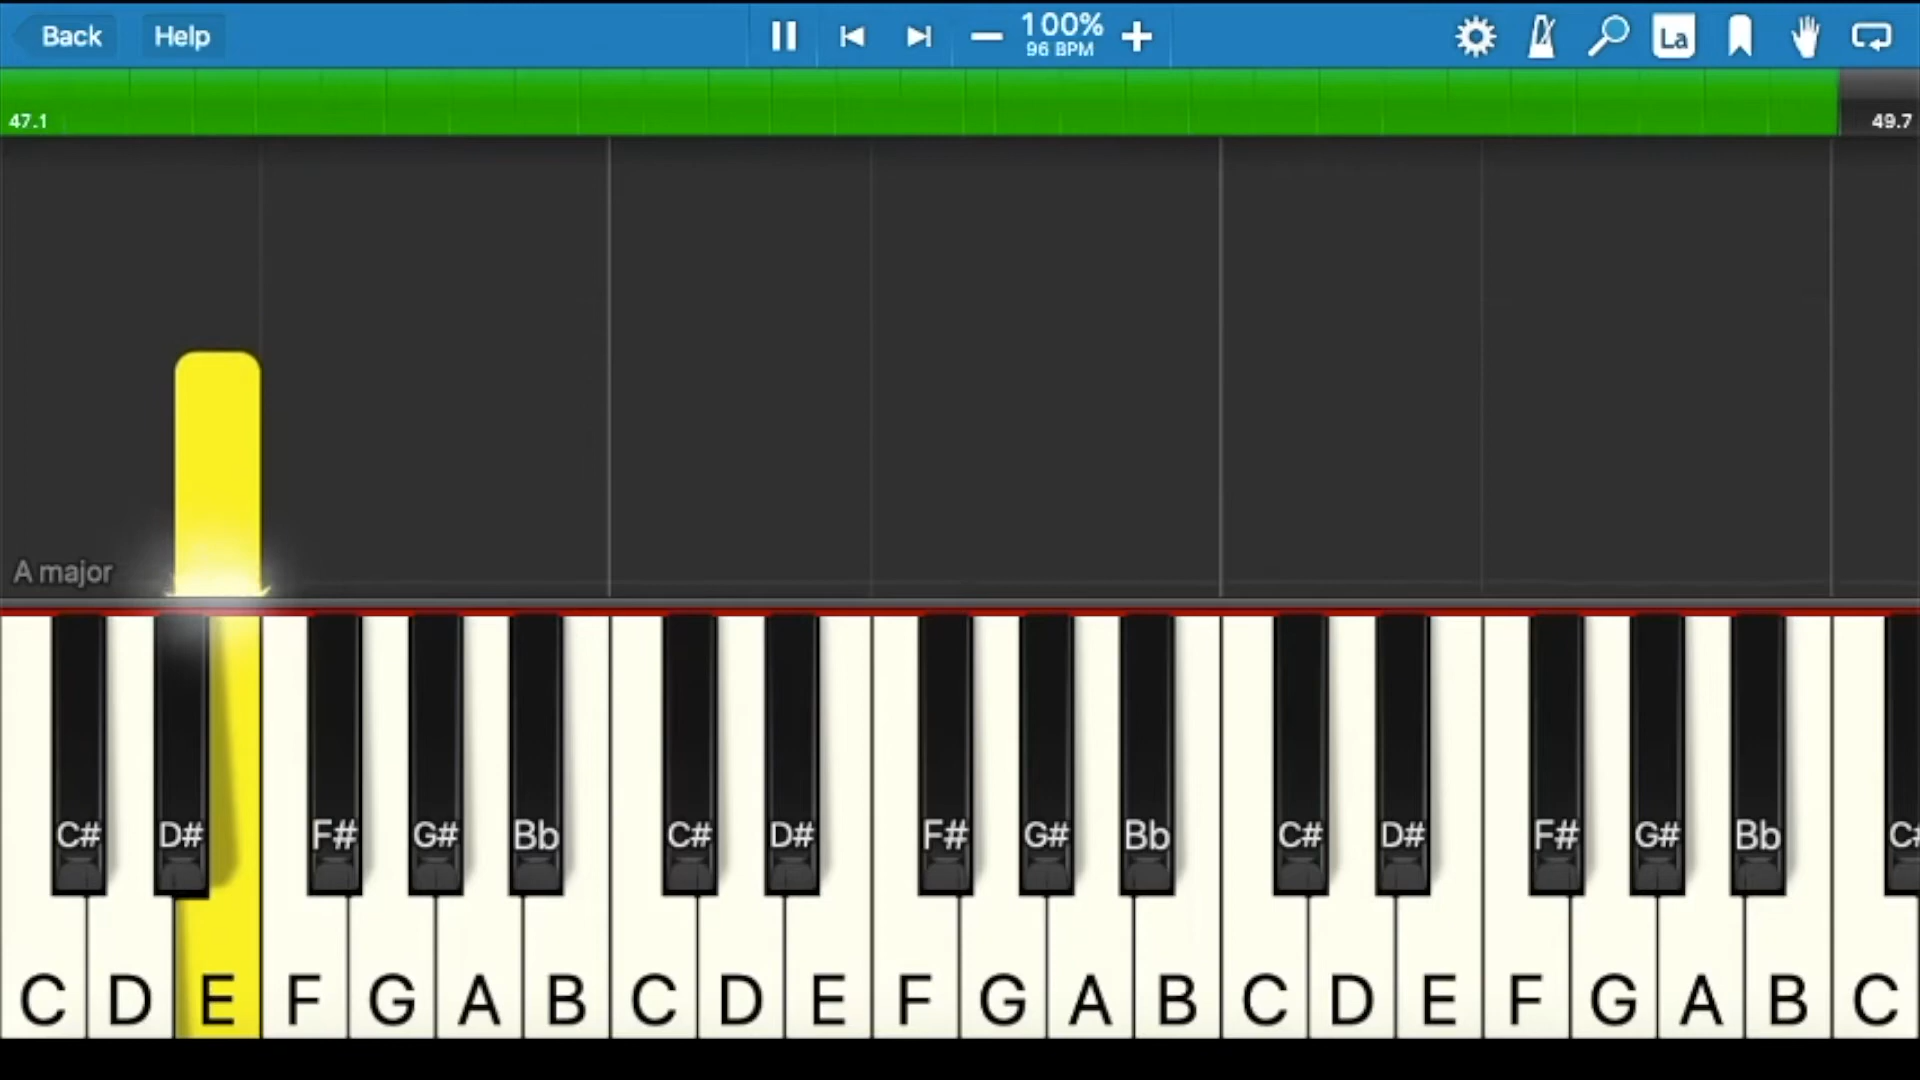 Back Help 100% La
96 BPM
47.1 49.7
A major
C# D# F# G# Bb C# D# F# G# Bb C# D# F# G# Bb C#
C D E F G A B C D E F G A B C D E F G A B C